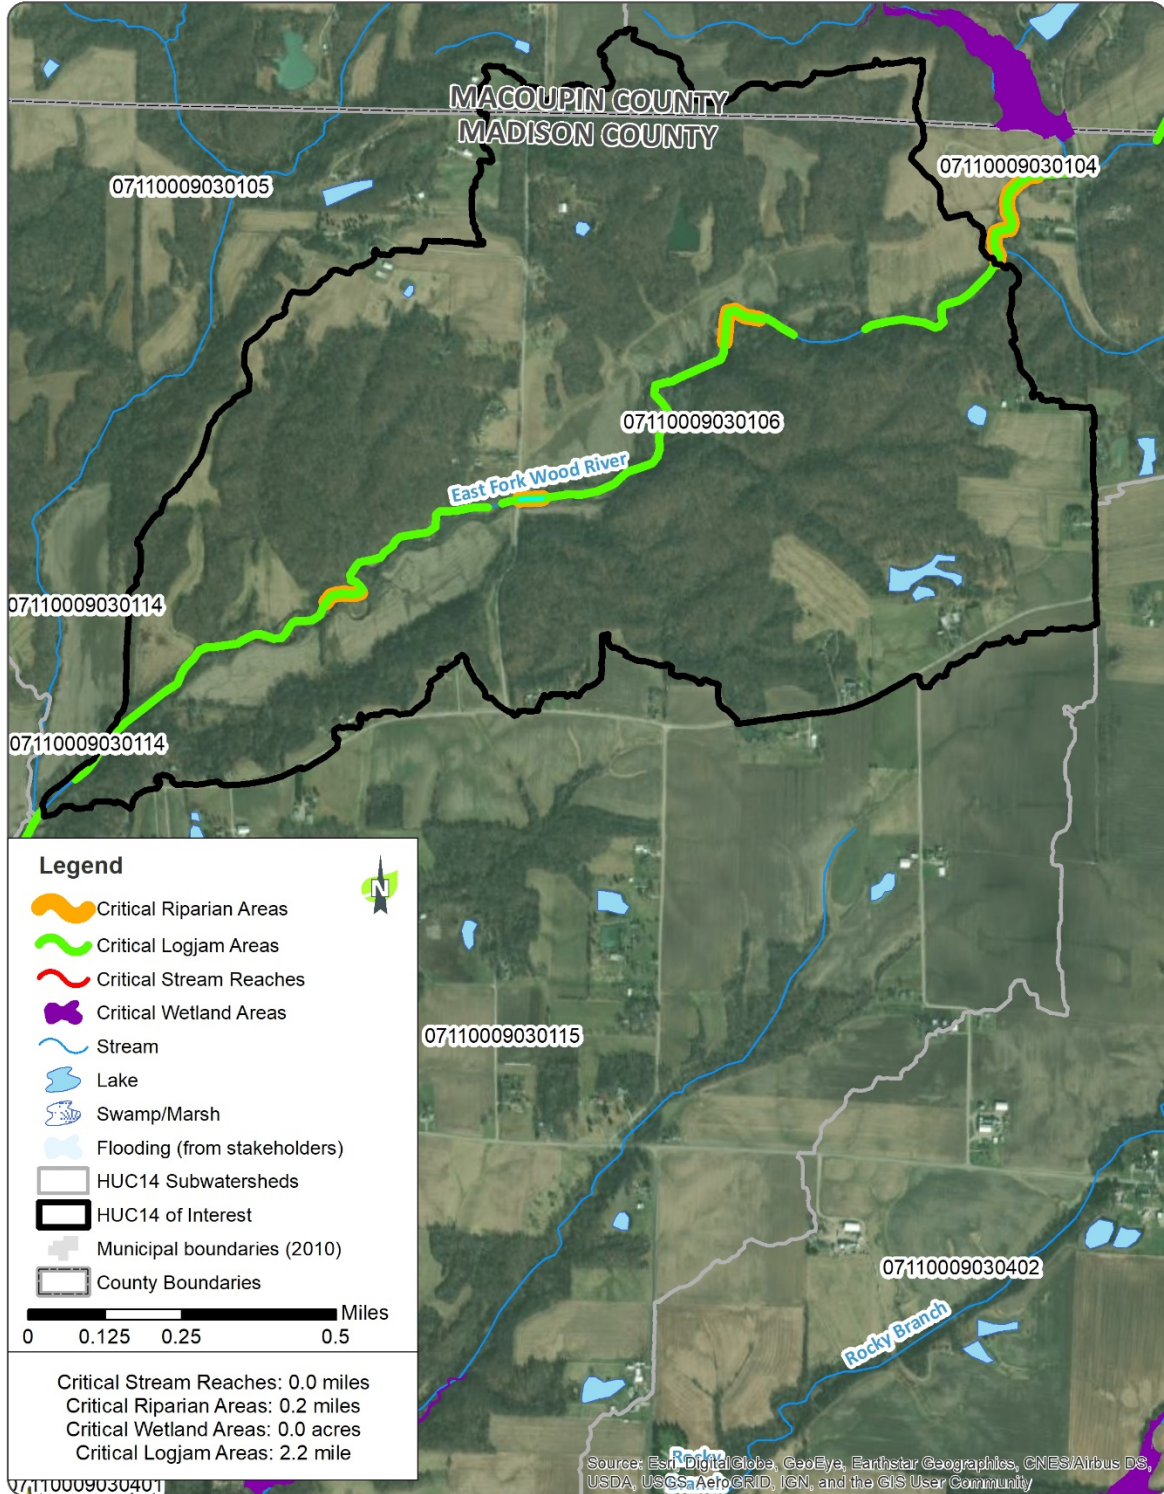 MACOUPIN COUNTY
MADISON COUNTY
07110009030104
07110009030105
07110009030106
East Fork Wood River
07110009030114
07110009030114
Legend
N
Critical Riparian Areas
Critical Logjam Areas
Critical Stream Reaches
Critical Wetland Areas
Stream
Lake
Swamp/Marsh
Flooding (from stakeholders)
HUC14 Subwatersheds
HUC14 of Interest
Municipal boundaries (2010)
County Boundaries
Miles
0 0.125 0.25 0.5
Critical Stream Reaches: 0.0 miles
Critical Riparian Areas: 0.2 miles
Critical Wetland Areas: 0.0 acres
Critical Logjam Areas: 2.2 mile
07110009030115
07110009030402
Rocky Branch
Rocky
07110009030401
Source: Esri, DigitalGlobe, GeoEye, Earthstar Geographics, CNES/Airbus DS,
USDA, USGS, AeroGRID, IGN, and the GIS User Community